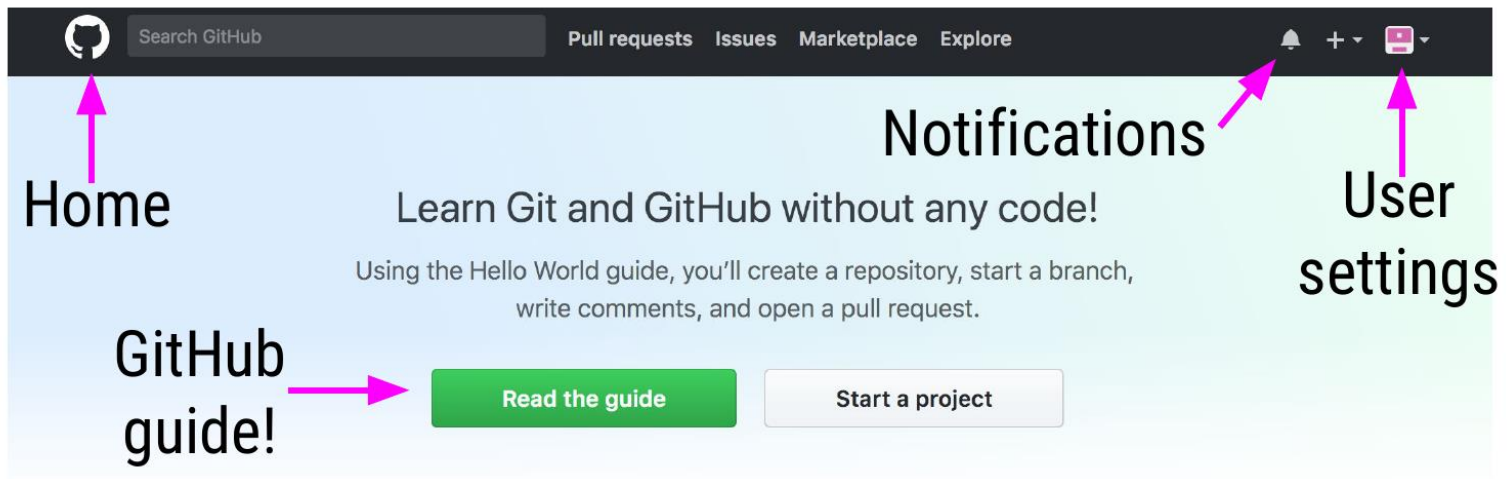 Search GitHub
Pull requests Issues Marketplace Explore
Notifications
Home
User
settings
Learn Git and GitHub without any code!
Using the Hello World guide, you’ll create a repository, start a branch,
write comments, and open a pull request.
GitHub
guide!
Read the guide
Start a project